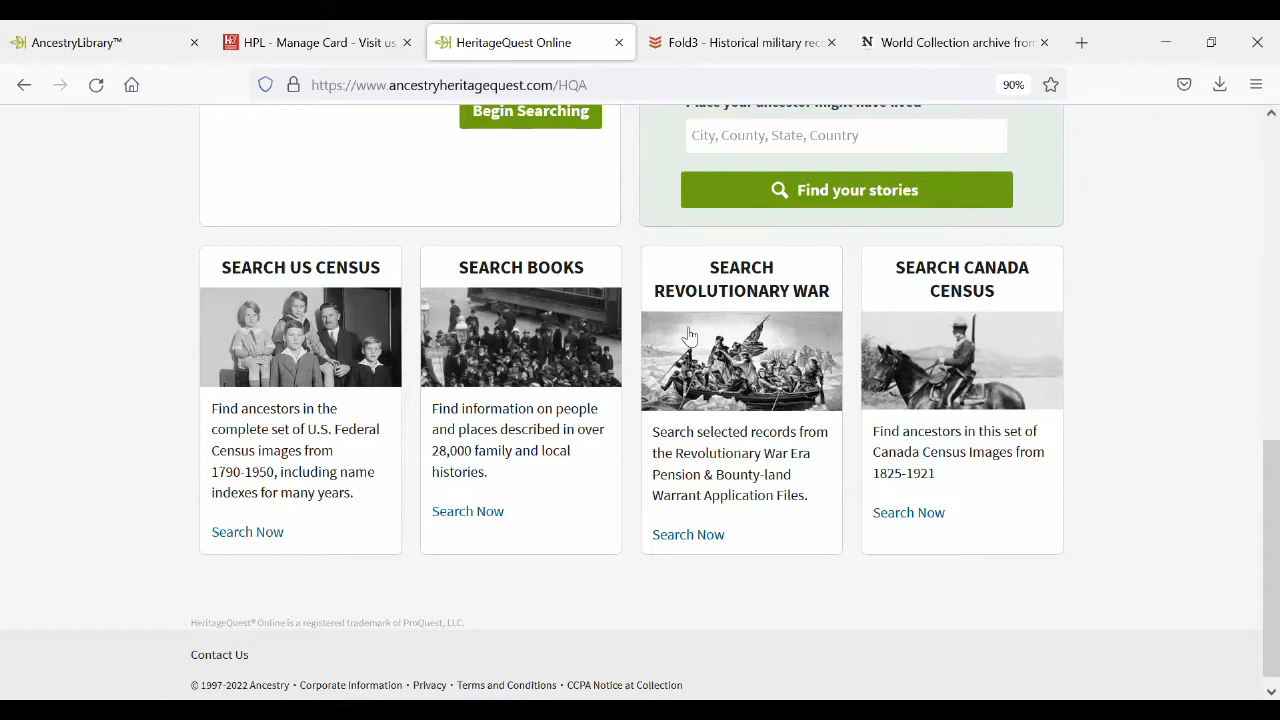 AncestryLibrary™
HPL - Manage Card - Visit us
HeritageQuest Online
Fold3 - Historical military rec
World Collection archive from
https://www.ancestryheritagequest.com/HQA
90%
Begin Searching
Place your ancestor might have lived
City, County, State, Country
Find your stories
SEARCH US CENSUS
Find ancestors in the
complete set of U.S. Federal
Census images from
1790-1950, including name
indexes for many years.
Search Now
SEARCH BOOKS
Find information on people
and places described in over
28,000 family and local
histories.
Search Now
SEARCH
REVOLUTIONARY WAR
Search selected records from
the Revolutionary War Era
Pension & Bounty-land
Warrant Application Files.
Search Now
SEARCH CANADA
CENSUS
Find ancestors in this set of
Canada Census Images from
1825-1921
Search Now
HeritageQuest® Online is a registered trademark of ProQuest, LLC.
Contact Us
© 1997-2022 Ancestry · Corporate Information · Privacy · Terms and Conditions · CCPA Notice at Collection